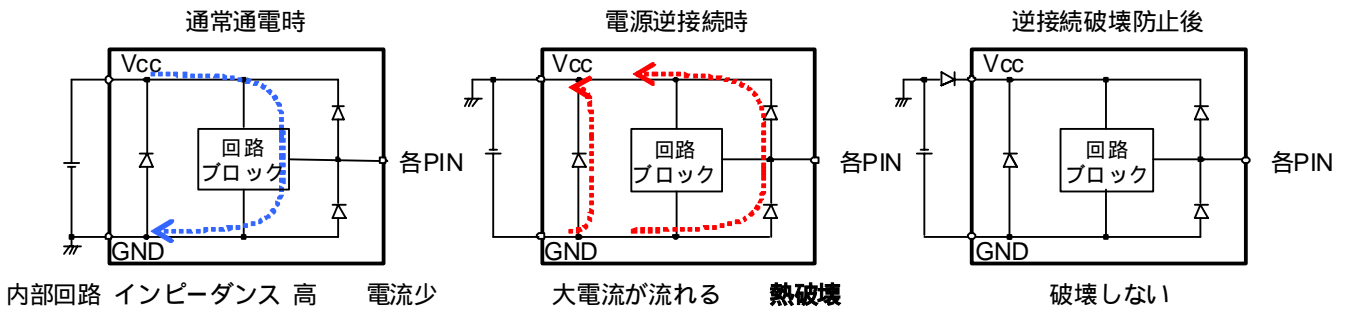 通常通電時
Vcc
回路
ブロック
各PIN
GND
内部回路 インピーダンス 高 電流少
電源逆接続時
Vcc
回路
ブロック
各PIN
GND
大電流が流れる 熱破壊
逆接続破壊防止後
Vcc
回路
ブロック
各PIN
GND
破壊しない